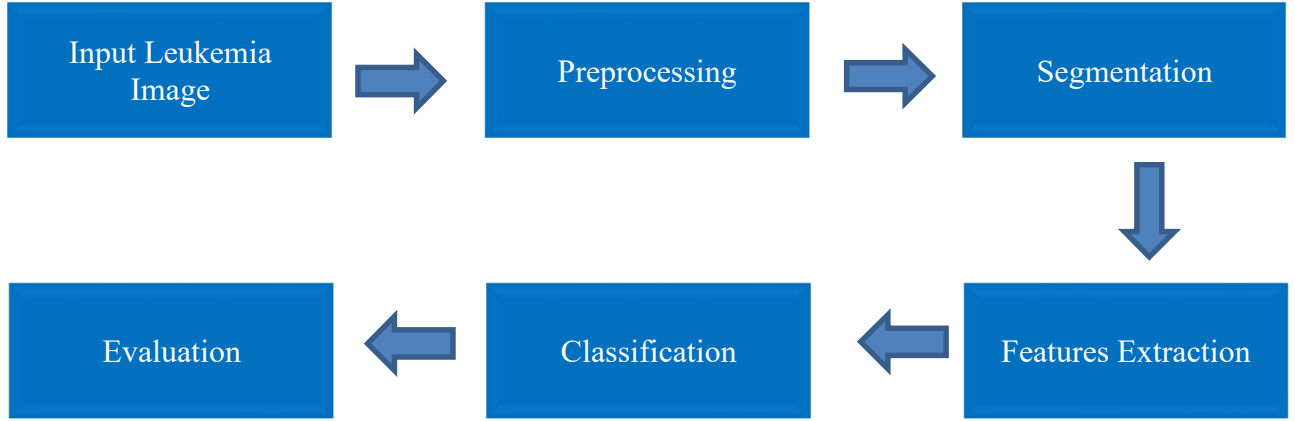 Input Leukemia
Image
Preprocessing
Segmentation
Features Extraction
Classification
Evaluation